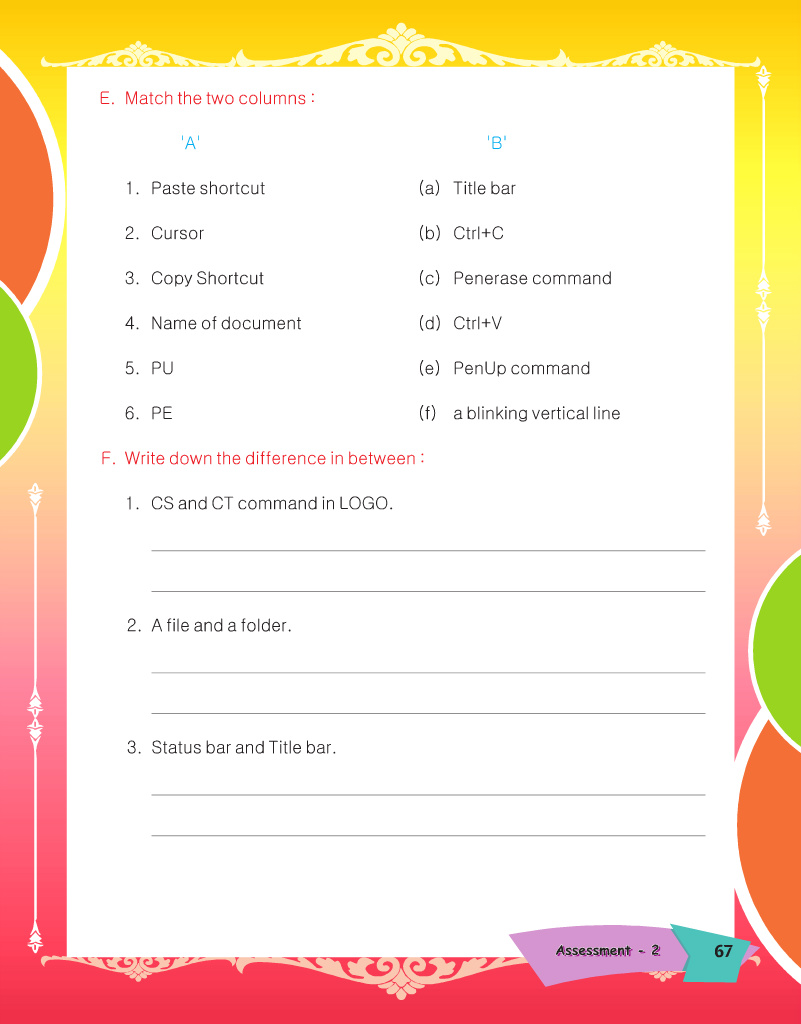 E. Match the two columns :
'A' 'B'
1. Paste shortcut (a) Title bar
2. Cursor (b) Ctrl+C
3. Copy Shortcut (c) Penerase command
4. Name of document (d) Ctrl+V
5. PU (e) PenUp command
6. PE (f) a blinking vertical line
F. Write down the difference in between :
1. CS and CT command in LOGO.
2. A file and a folder.
3. Status bar and Title bar.
Assessment - 2 67